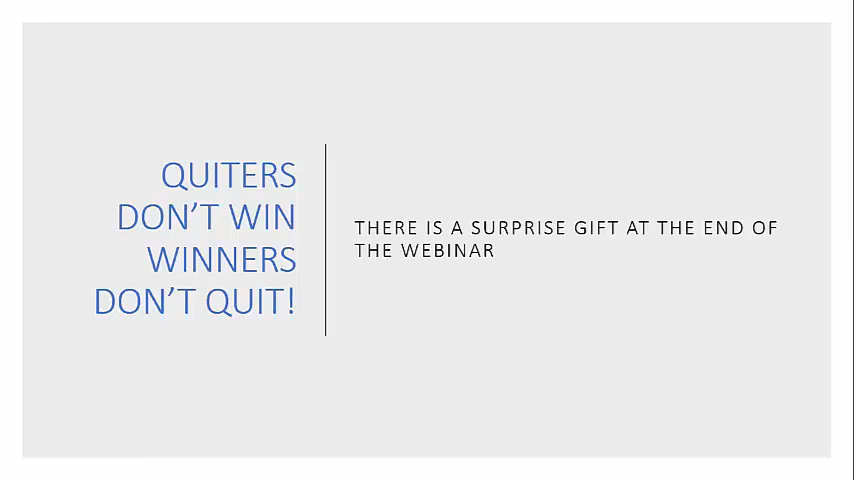 QUITERS
DON’T WIN
WINNERS
DON’T QUIT!
THERE IS A SURPRISE GIFT AT THE END OF
THE WEBINAR